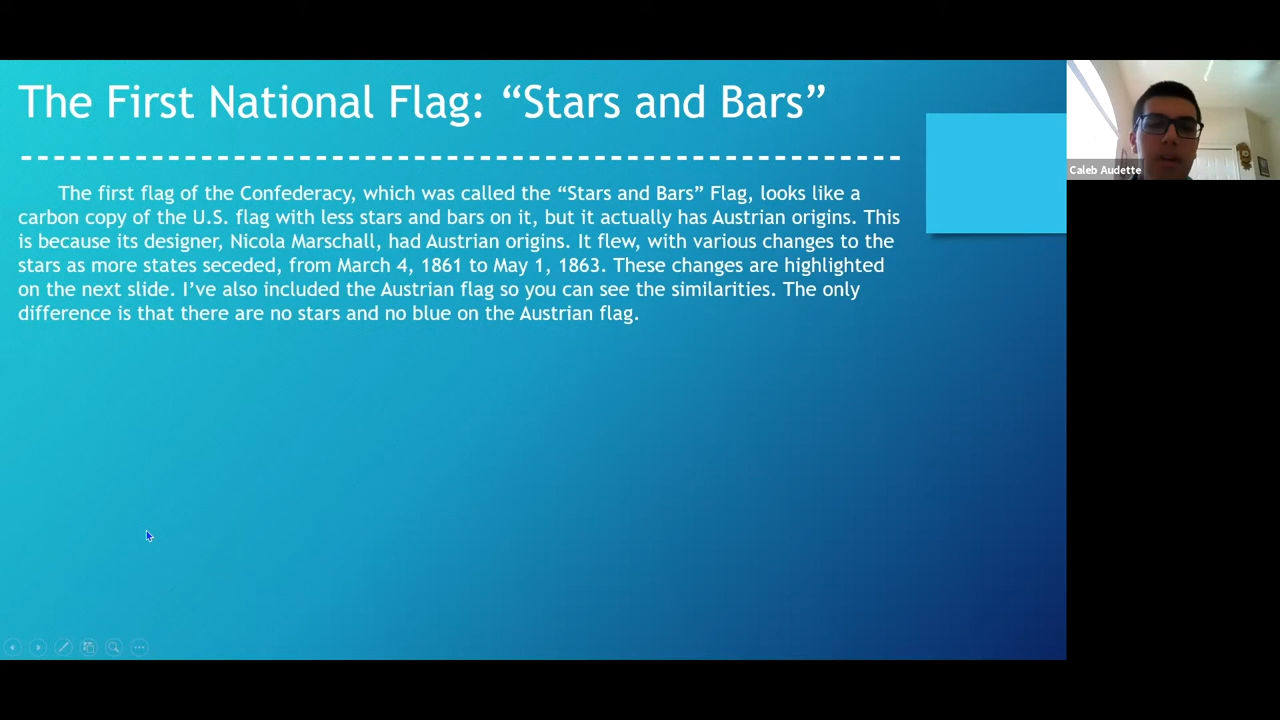 The First National Flag: “Stars and Bars”
The first flag of the Confederacy, which was called the “Stars and Bars” Flag, looks like a
carbon copy of the U.S. flag with less stars and bars on it, but it actually has Austrian origins. This
is because its designer, Nicola Marschall, had Austrian origins. It flew, with various changes to the
stars as more states seceded, from March 4, 1861 to May 1, 1863. These changes are highlighted
on the next slide. I’ve also included the Austrian flag so you can see the similarities. The only
difference is that there are no stars and no blue on the Austrian flag.
Caleb Audette